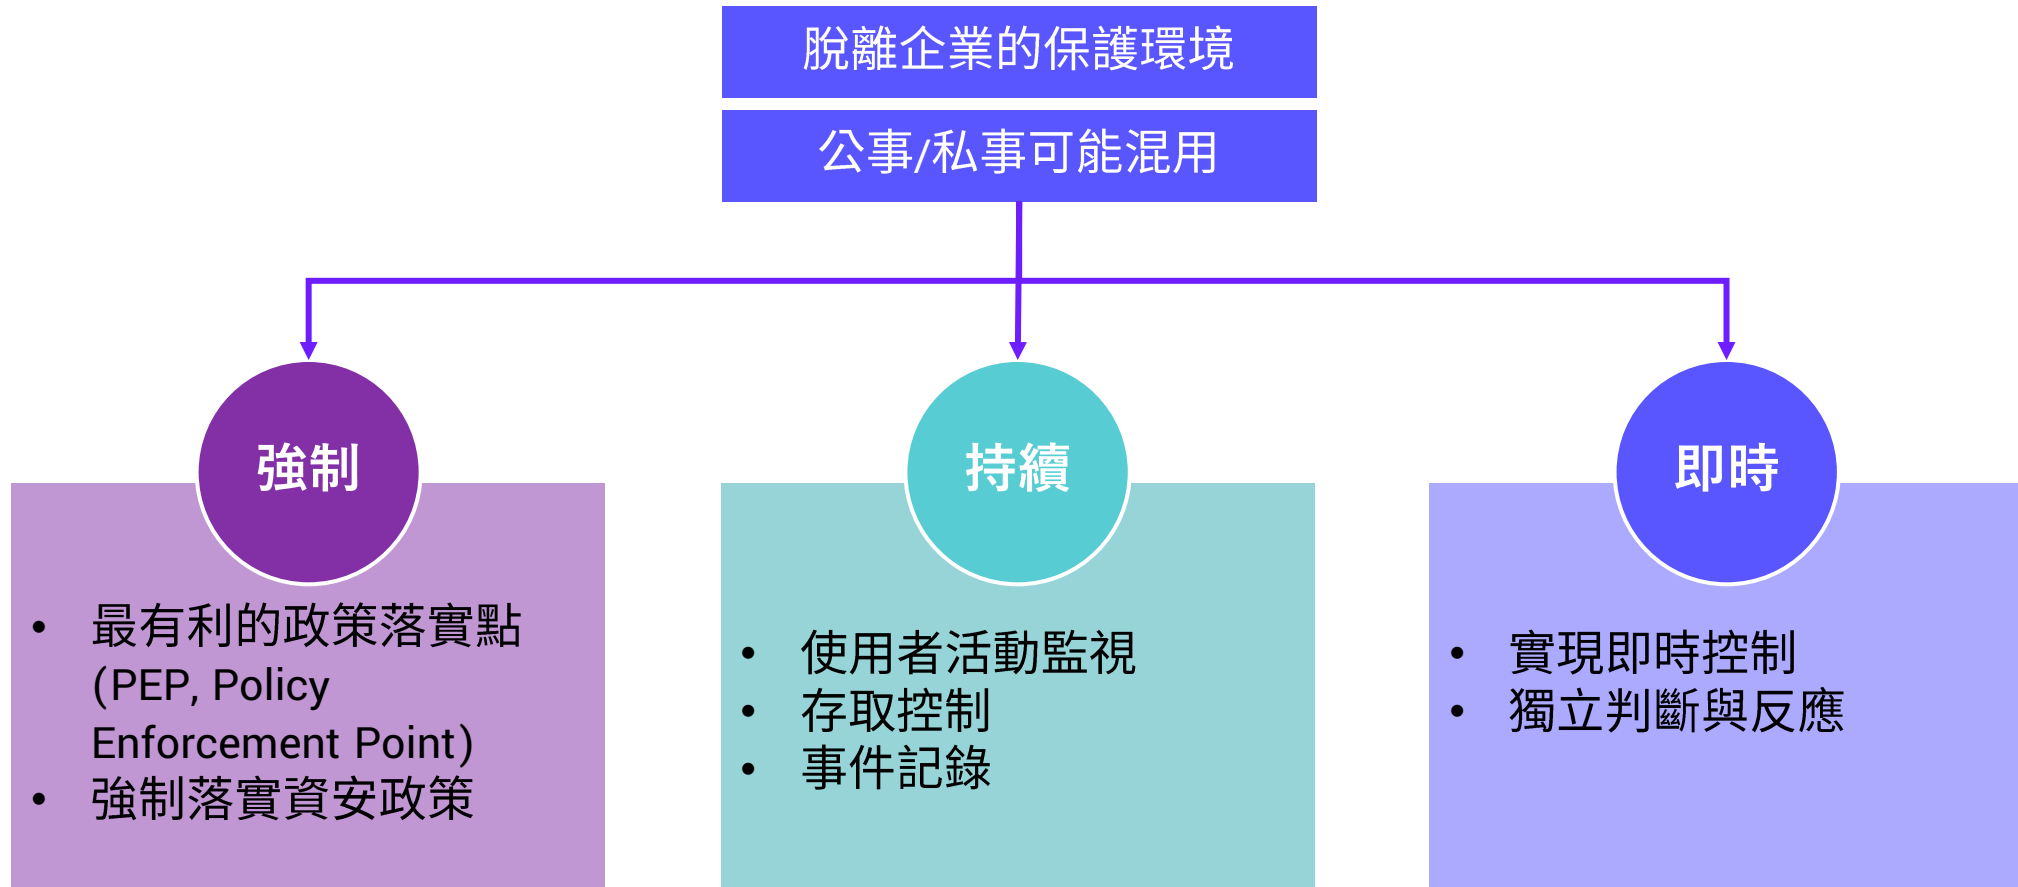 脫離企業的保護環境
公事/私事可能混用
強制
• 最有利的政策落實點
(PEP, Policy
Enforcement Point)
• 強制落實資安政策
持續
• 使用者活動監視
• 存取控制
• 事件記錄
即時
• 實現即時控制
• 獨立判斷與反應